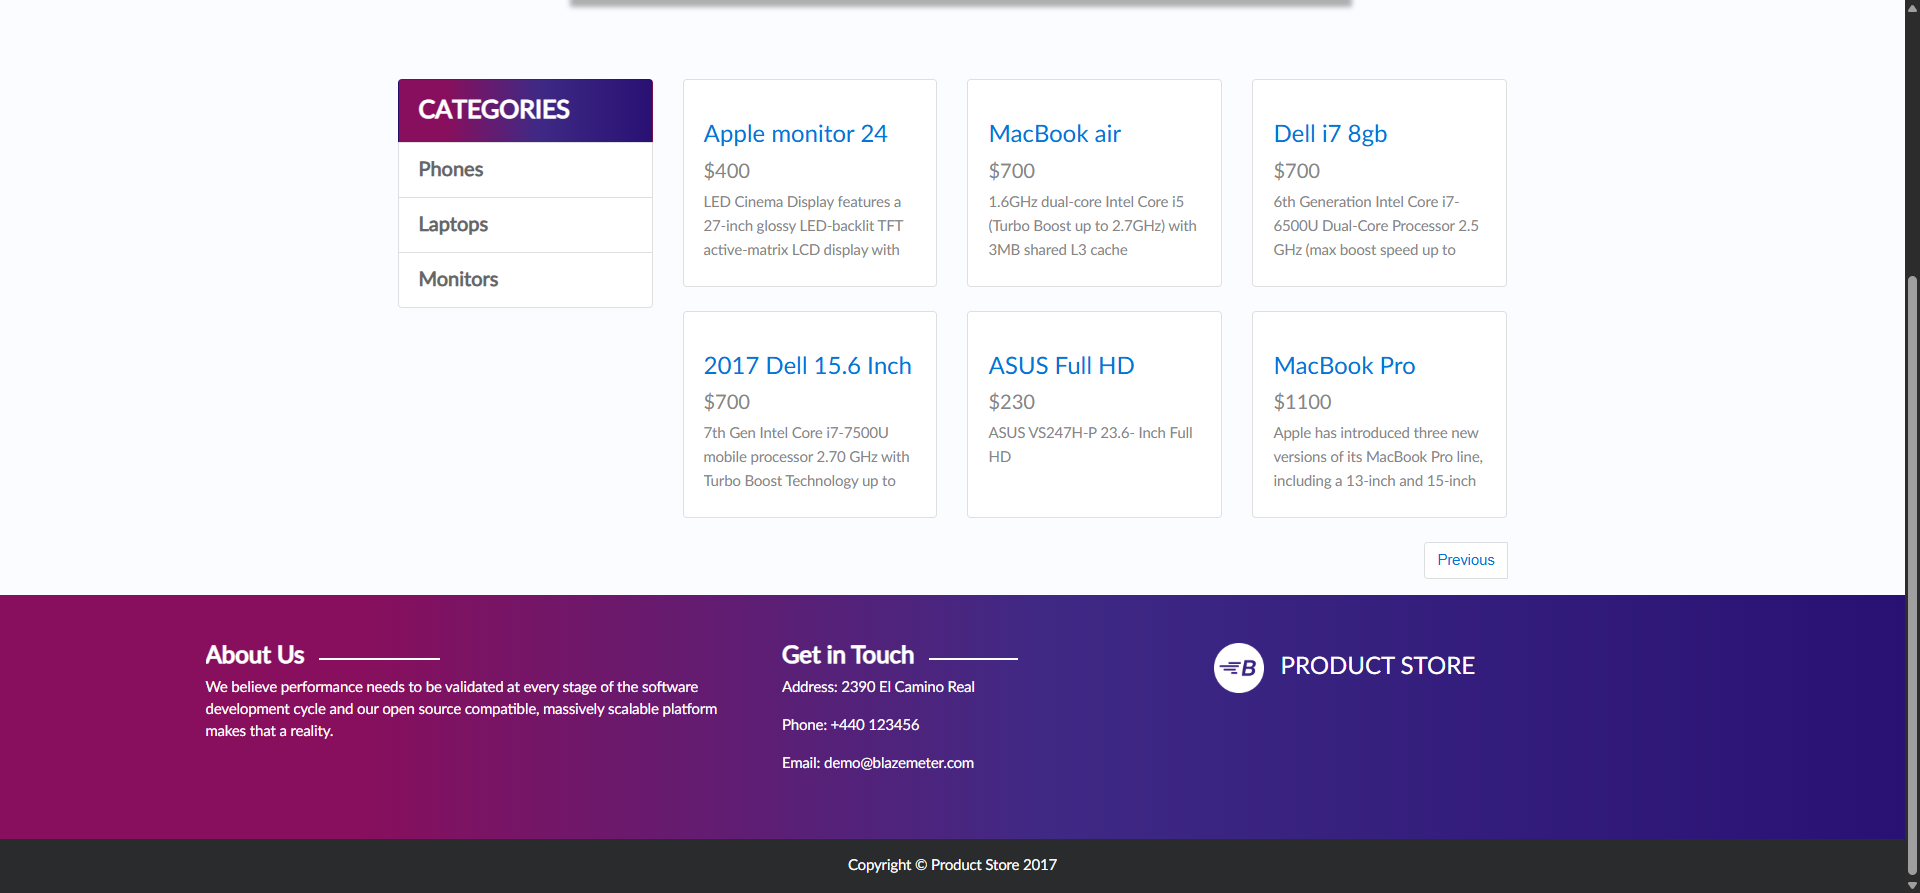 CATEGORIES
Phones
Laptops
Monitors
Apple monitor 24
$400
LED Cinema Display features a
27-inch glossy LED-backlit TFT
active-matrix LCD display with
MacBook air
$700
1.6GHz dual-core Intel Core i5
(Turbo Boost up to 2.7GHz) with
3MB shared L3 cache
Dell i7 8gb
$700
6th Generation Intel Core i7-
6500U Dual-Core Processor 2.5
GHz (max boost speed up to
2017 Dell 15.6 Inch
$700
7th Gen Intel Core i7-7500U
mobile processor 2.70 GHz with
Turbo Boost Technology up to
ASUS Full HD
$230
ASUS VS247H-P 23.6- Inch Full
HD
MacBook Pro
$1100
Apple has introduced three new
versions of its MacBook Pro line,
including a 13-inch and 15-inch
Previous
About Us
We believe performance needs to be validated at every stage of the software
development cycle and our open source compatible, massively scalable platform
makes that a reality.
Get in Touch
Address: 2390 El Camino Real
Phone: +440 123456
Email: demo@blazemeter.com
B
PRODUCT STORE
Copyright © Product Store 2017